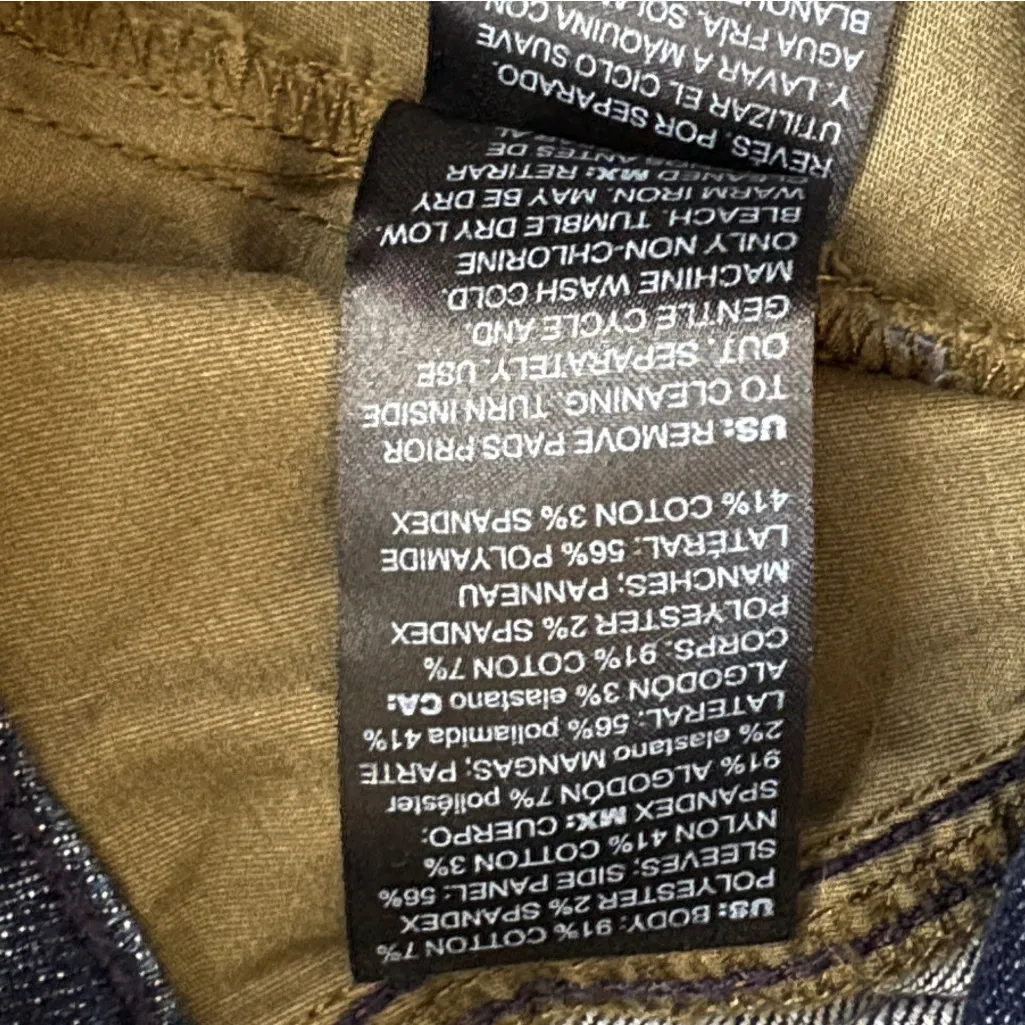 US: BODY: 91% COTTON 7%
POLYESTER 2% SPANDEX
SLEEVES; SIDE PANEL: 56%
NYLON 41% COTTON 3%
SPANDEX MX: CUERPO:
91% ALGODÓN 7% poliéster
2% elastano MANGAS; PARTE
LATERAL: 56% poliamida 41%
ALGODÓN 3% elastano CA:
CORPS: 91% COTON 7%
POLYESTER 2% SPANDEX
MANCHES; PANNEAU
LATÉRAL: 56% POLYAMIDE
41% COTON 3% SPANDEX
US: REMOVE PADS PRIOR
TO CLEANING. TURN INSIDE
OUT. SEPARATELY. USE
GENTLE CYCLE AND.
MACHINE WASH COLD.
ONLY NON-CHLORINE
BLEACH. TUMBLE DRY LOW.
WARM IRON. MAY BE DRY
CLEANED MX: RETIRAR
ANTES DE
REVÉS. POR SEPARADO.
UTILIZAR EL CICLO SUAVE
Y. LAVAR A MÁQUINA CON
AGUA FRÍA.